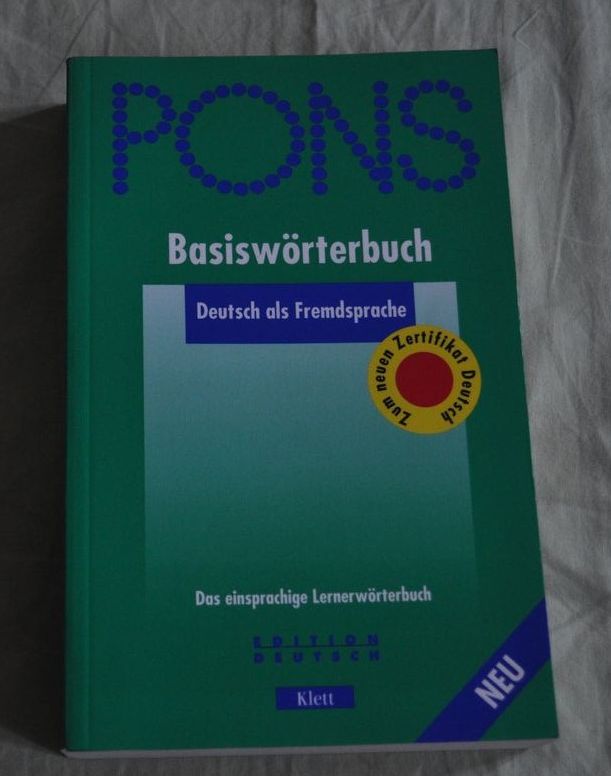 PONS
Basiswörterbuch
Deutsch als Fremdsprache
Zum neuen Zertifikat Deutsch
Das einsprachige Lernerwörterbuch
EDITION
DEUTSCH
Klett
NEU